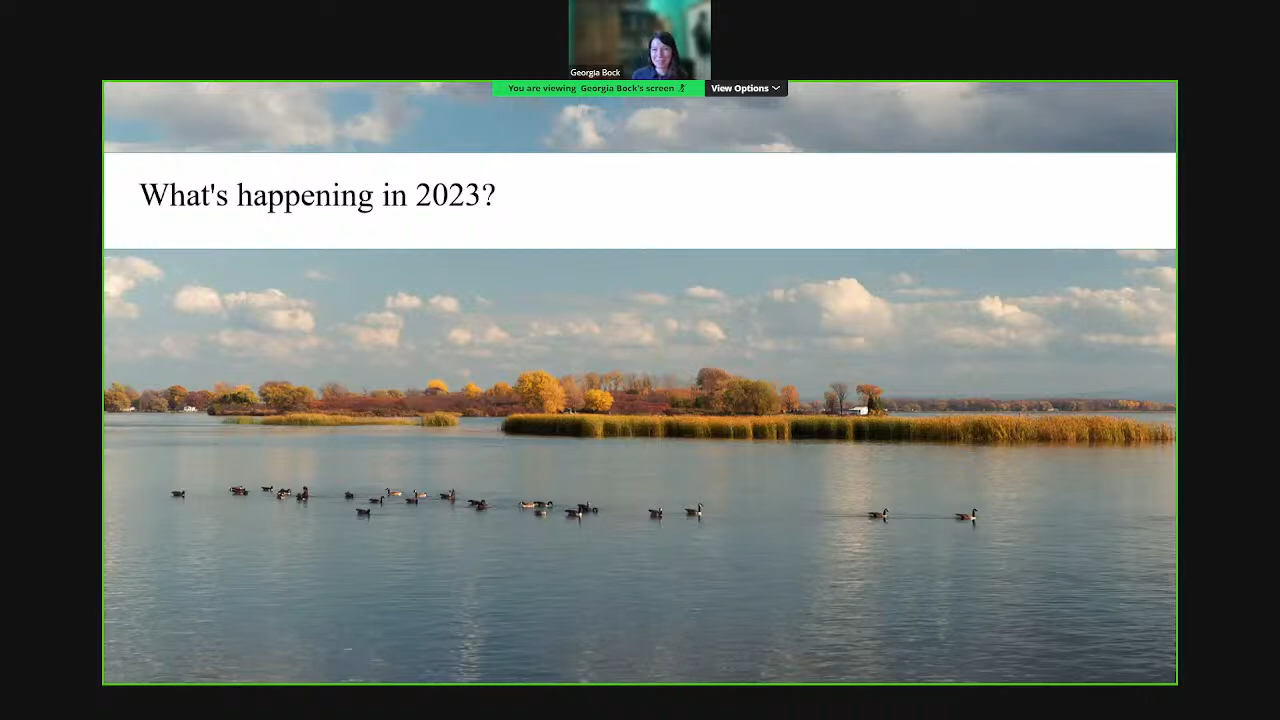 Georgia Bock
You are viewing Georgia Bock's screen
View Options
What's happening in 2023?